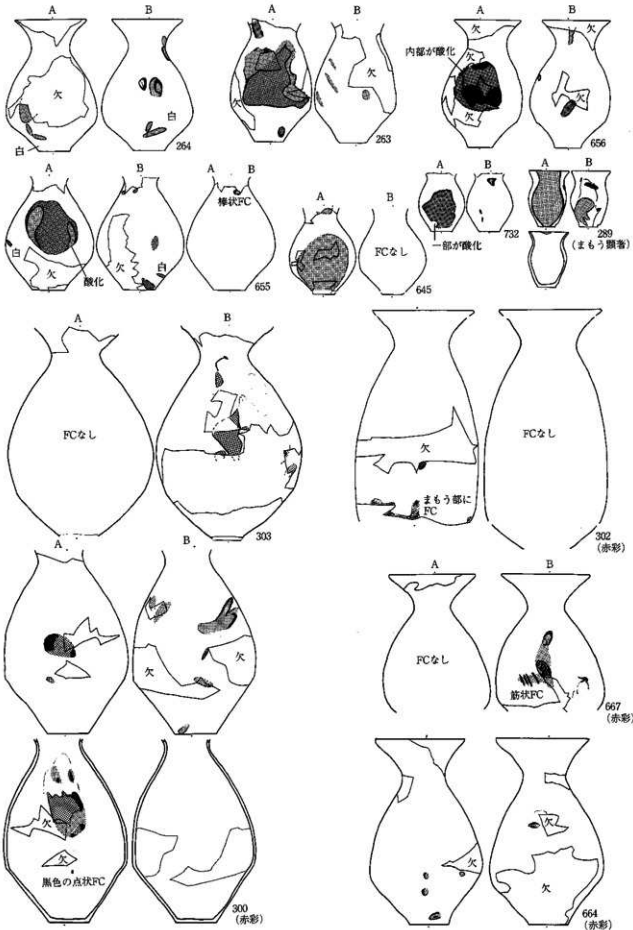 A
B
欠
白
白
264
A
B
欠
欠
263
A
B
欠
内部が酸化
欠
欠
欠
欠
656
A
B
白
欠
酸化
欠
白
A
B
棒状FC
655
A
B
FCなし
645
A
B
732
一部が酸化
A
B
289
(まもう顕著)
A
B
FCなし
303
欠
まもう部に
FC
FCなし
302
(赤彩)
A
B
欠
欠
欠
欠
黒色の点状FC
300
(赤彩)
A
B
FCなし
筋状FC
667
(赤彩)
欠
欠
欠
664
(赤彩)